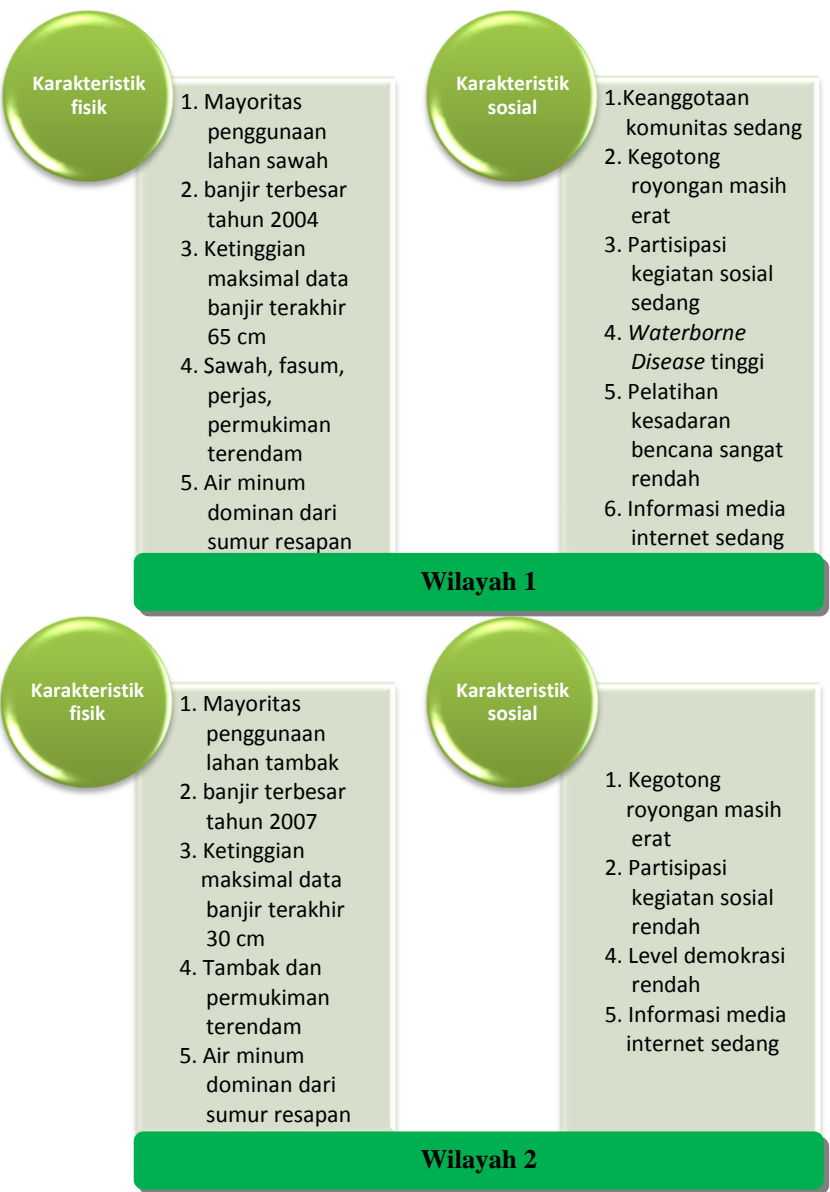 Karakteristik
fisik
1. Mayoritas
penggunaan
lahan sawah
2. banjir terbesar
tahun 2004
3. Ketinggian
maksimal data
banjir terakhir
65 cm
4. Sawah, fasum,
perjas,
permukiman
terendam
5. Air minum
dominan dari
sumur resapan
Karakteristik
sosial
1.Keanggotaan
komunitas sedang
2. Kegotong
royongan masih
erat
3. Partisipasi
kegiatan sosial
sedang
4. Waterborne
Disease tinggi
5. Pelatihan
kesadaran
bencana sangat
rendah
6. Informasi media
internet sedang
Wilayah 1
Karakteristik
fisik
1. Mayoritas
penggunaan
lahan tambak
2. banjir terbesar
tahun 2007
3. Ketinggian
maksimal data
banjir terakhir
30 cm
4. Tambak dan
permukiman
terendam
5. Air minum
dominan dari
sumur resapan
Karakteristik
sosial
1. Kegotong
royongan masih
erat
2. Partisipasi
kegiatan sosial
rendah
4. Level demokrasi
rendah
5. Informasi media
internet sedang
Wilayah 2